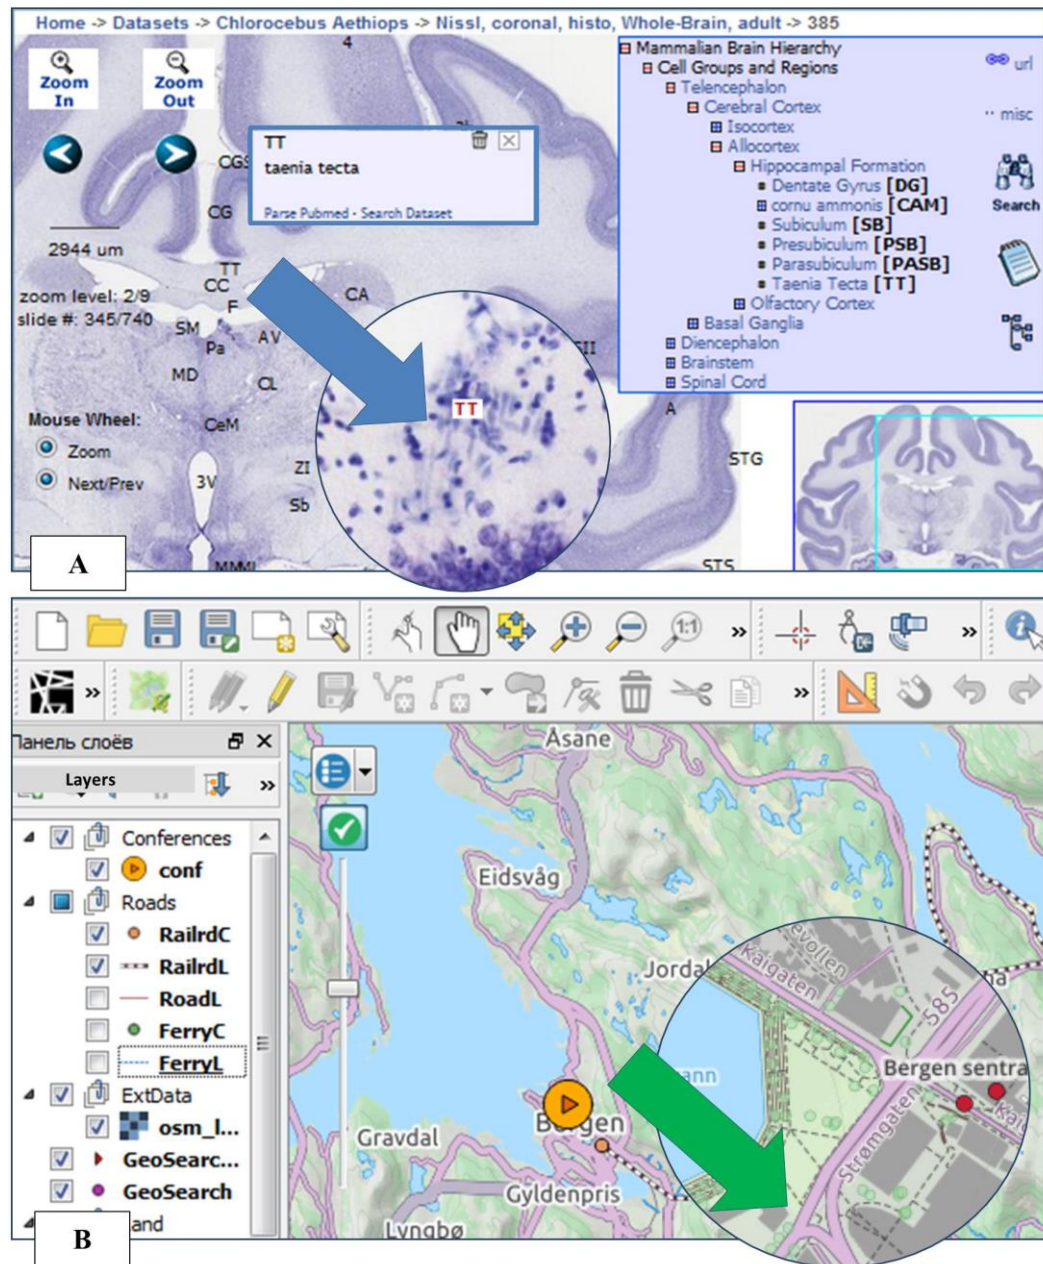 Home -> Datasets -> Chlorocebus Aethiops -> Nissl, coronal, histo, Whole-Brain, adult -> 385
Zoom In
Zoom Out
4
TT
taenia tecta
Parse Pubmed - Search Dataset
CG
2944 um
TT
CC
F
CA
zoom level: 2/9
slide #: 345/740
SM
AV
Pa
MD
CL
CeM
Mouse Wheel:
Zoom
Next/Prev
3V
ZI
Sb
TT
A
STG
STS
A
Mammalian Brain Hierarchy
Cell Groups and Regions
Telencephalon
Cerebral Cortex
Isocortex
Allocortex
Hippocampal Formation
Dentate Gyrus [DG]
cornu ammonis [CAM]
Subiculum [SB]
Presubiculum [PSB]
Parasubiculum [PASB]
Taenia Tecta [TT]
Olfactory Cortex
Basal Ganglia
Diencephalon
Brainstem
Spinal Cord
url
misc
Search
1:1
»
»
»
»
Панель слоёв
Layers
»
Conferences
conf
Roads
RailrdC
RailrdL
RoadL
FerryC
FerryL
ExtData
osm_l...
GeoSearc...
GeoSearch
B
Åsane
Eidsvåg
Jordal
Bergen
Gravdal
Gyldenpris
Lyngbø
evollen
Kaigaten
585
Bergen sentra
Strømgaten